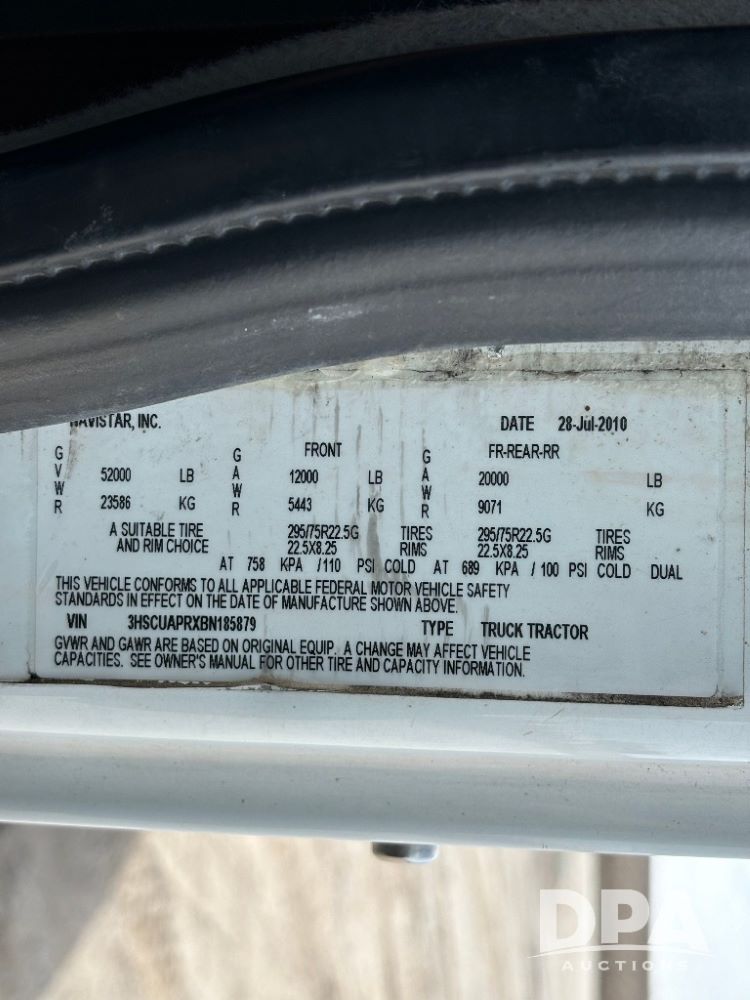 NAVISTAR, INC. DATE 28-Jul-2010
GVWR GAWR FRONT GAWR FR-REAR-RR
52000 LB 12000 LB 20000 LB
23586 KG 5443 KG 9071 KG
A SUITABLE TIRE 295/75R22.5G TIRES 295/75R22.5G TIRES
AND RIM CHOICE 22.5X8.25 RIMS 22.5X8.25 RIMS
AT 758 KPA /110 PSI COLD AT 689 KPA /100 PSI COLD DUAL
THIS VEHICLE CONFORMS TO ALL APPLICABLE FEDERAL MOTOR VEHICLE SAFETY
STANDARDS IN EFFECT ON THE DATE OF MANUFACTURE SHOWN ABOVE.
VIN 3HSCUAPRXBN185879 TYPE TRUCK TRACTOR
GVWR AND GAWR ARE BASED ON ORIGINAL EQUIP. A CHANGE MAY AFFECT VEHICLE
CAPACITIES. SEE OWNER'S MANUAL FOR OTHER TIRE AND CAPACITY INFORMATION.
DPA
AUCTIONS